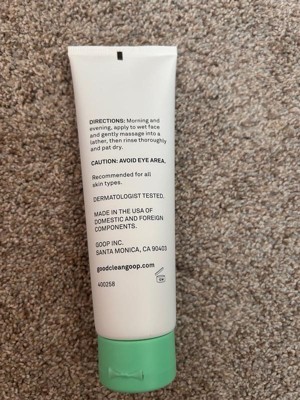 DIRECTIONS: Morning and
evening, apply to wet face
and gently massage into a
lather, then rinse thoroughly
and pat dry.
CAUTION: AVOID EYE AREA.
Recommended for all
skin types.
DERMATOLOGIST TESTED.
MADE IN THE USA OF
DOMESTIC AND FOREIGN
COMPONENTS.
GOOP INC.
SANTA MONICA, CA 90403
goodcleangoop.com
400258